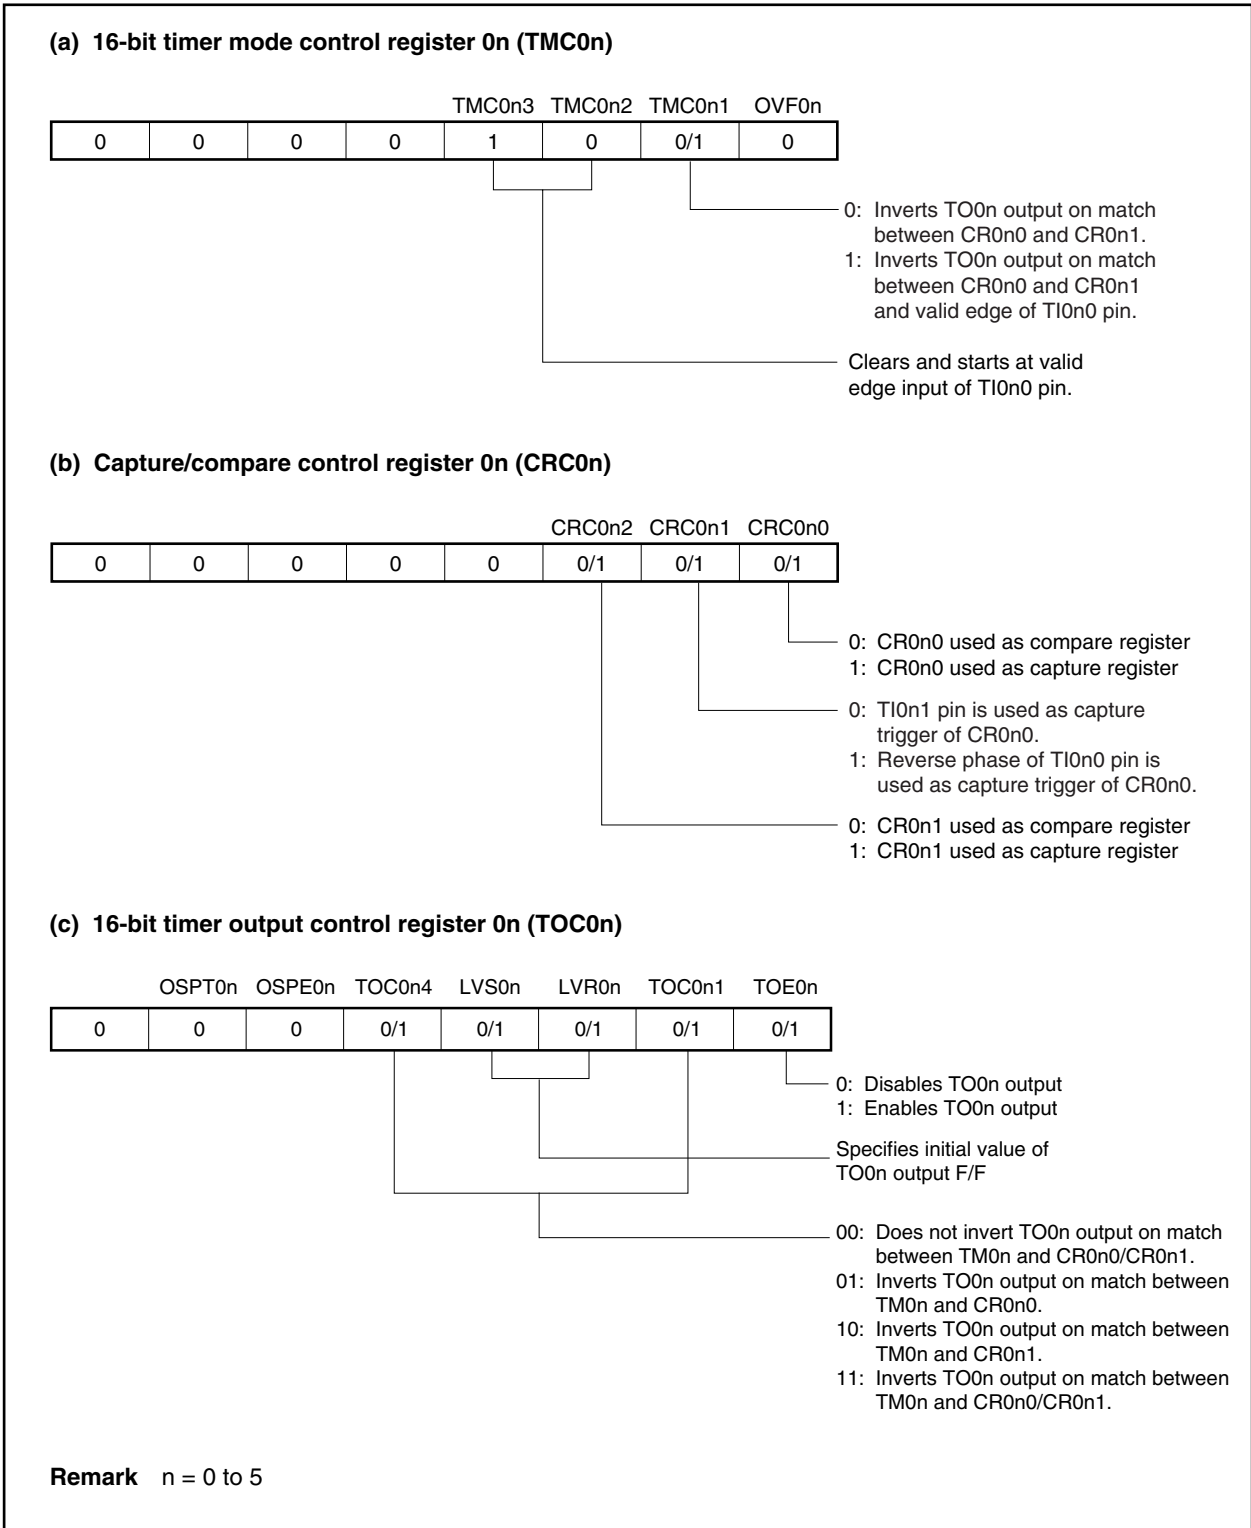 (a) 16-bit timer mode control register 0n (TMC0n)
TMC0n3 TMC0n2 TMC0n1 OVF0n
0 0 0 0 1 0 0/1 0
0: Inverts TO0n output on match
between CR0n0 and CR0n1.
1: Inverts TO0n output on match
between CR0n0 and CR0n1
and valid edge of TI0n0 pin.
Clears and starts at valid
edge input of TI0n0 pin.
(b) Capture/compare control register 0n (CRC0n)
CRC0n2 CRC0n1 CRC0n0
0 0 0 0 0 0/1 0/1 0/1
0: CR0n0 used as compare register
1: CR0n0 used as capture register
0: TI0n1 pin is used as capture
trigger of CR0n0.
1: Reverse phase of TI0n0 pin is
used as capture trigger of CR0n0.
0: CR0n1 used as compare register
1: CR0n1 used as capture register
(c) 16-bit timer output control register 0n (TOC0n)
OSPT0n OSPE0n TOC0n4 LVS0n LVR0n TOC0n1 TOE0n
0 0 0 0/1 0/1 0/1 0/1 0/1
0: Disables TO0n output
1: Enables TO0n output
Specifies initial value of
TO0n output F/F
00: Does not invert TO0n output on match
between TM0n and CR0n0/CR0n1.
01: Inverts TO0n output on match between
TM0n and CR0n0.
10: Inverts TO0n output on match between
TM0n and CR0n1.
11: Inverts TO0n output on match between
TM0n and CR0n0/CR0n1.
Remark n = 0 to 5